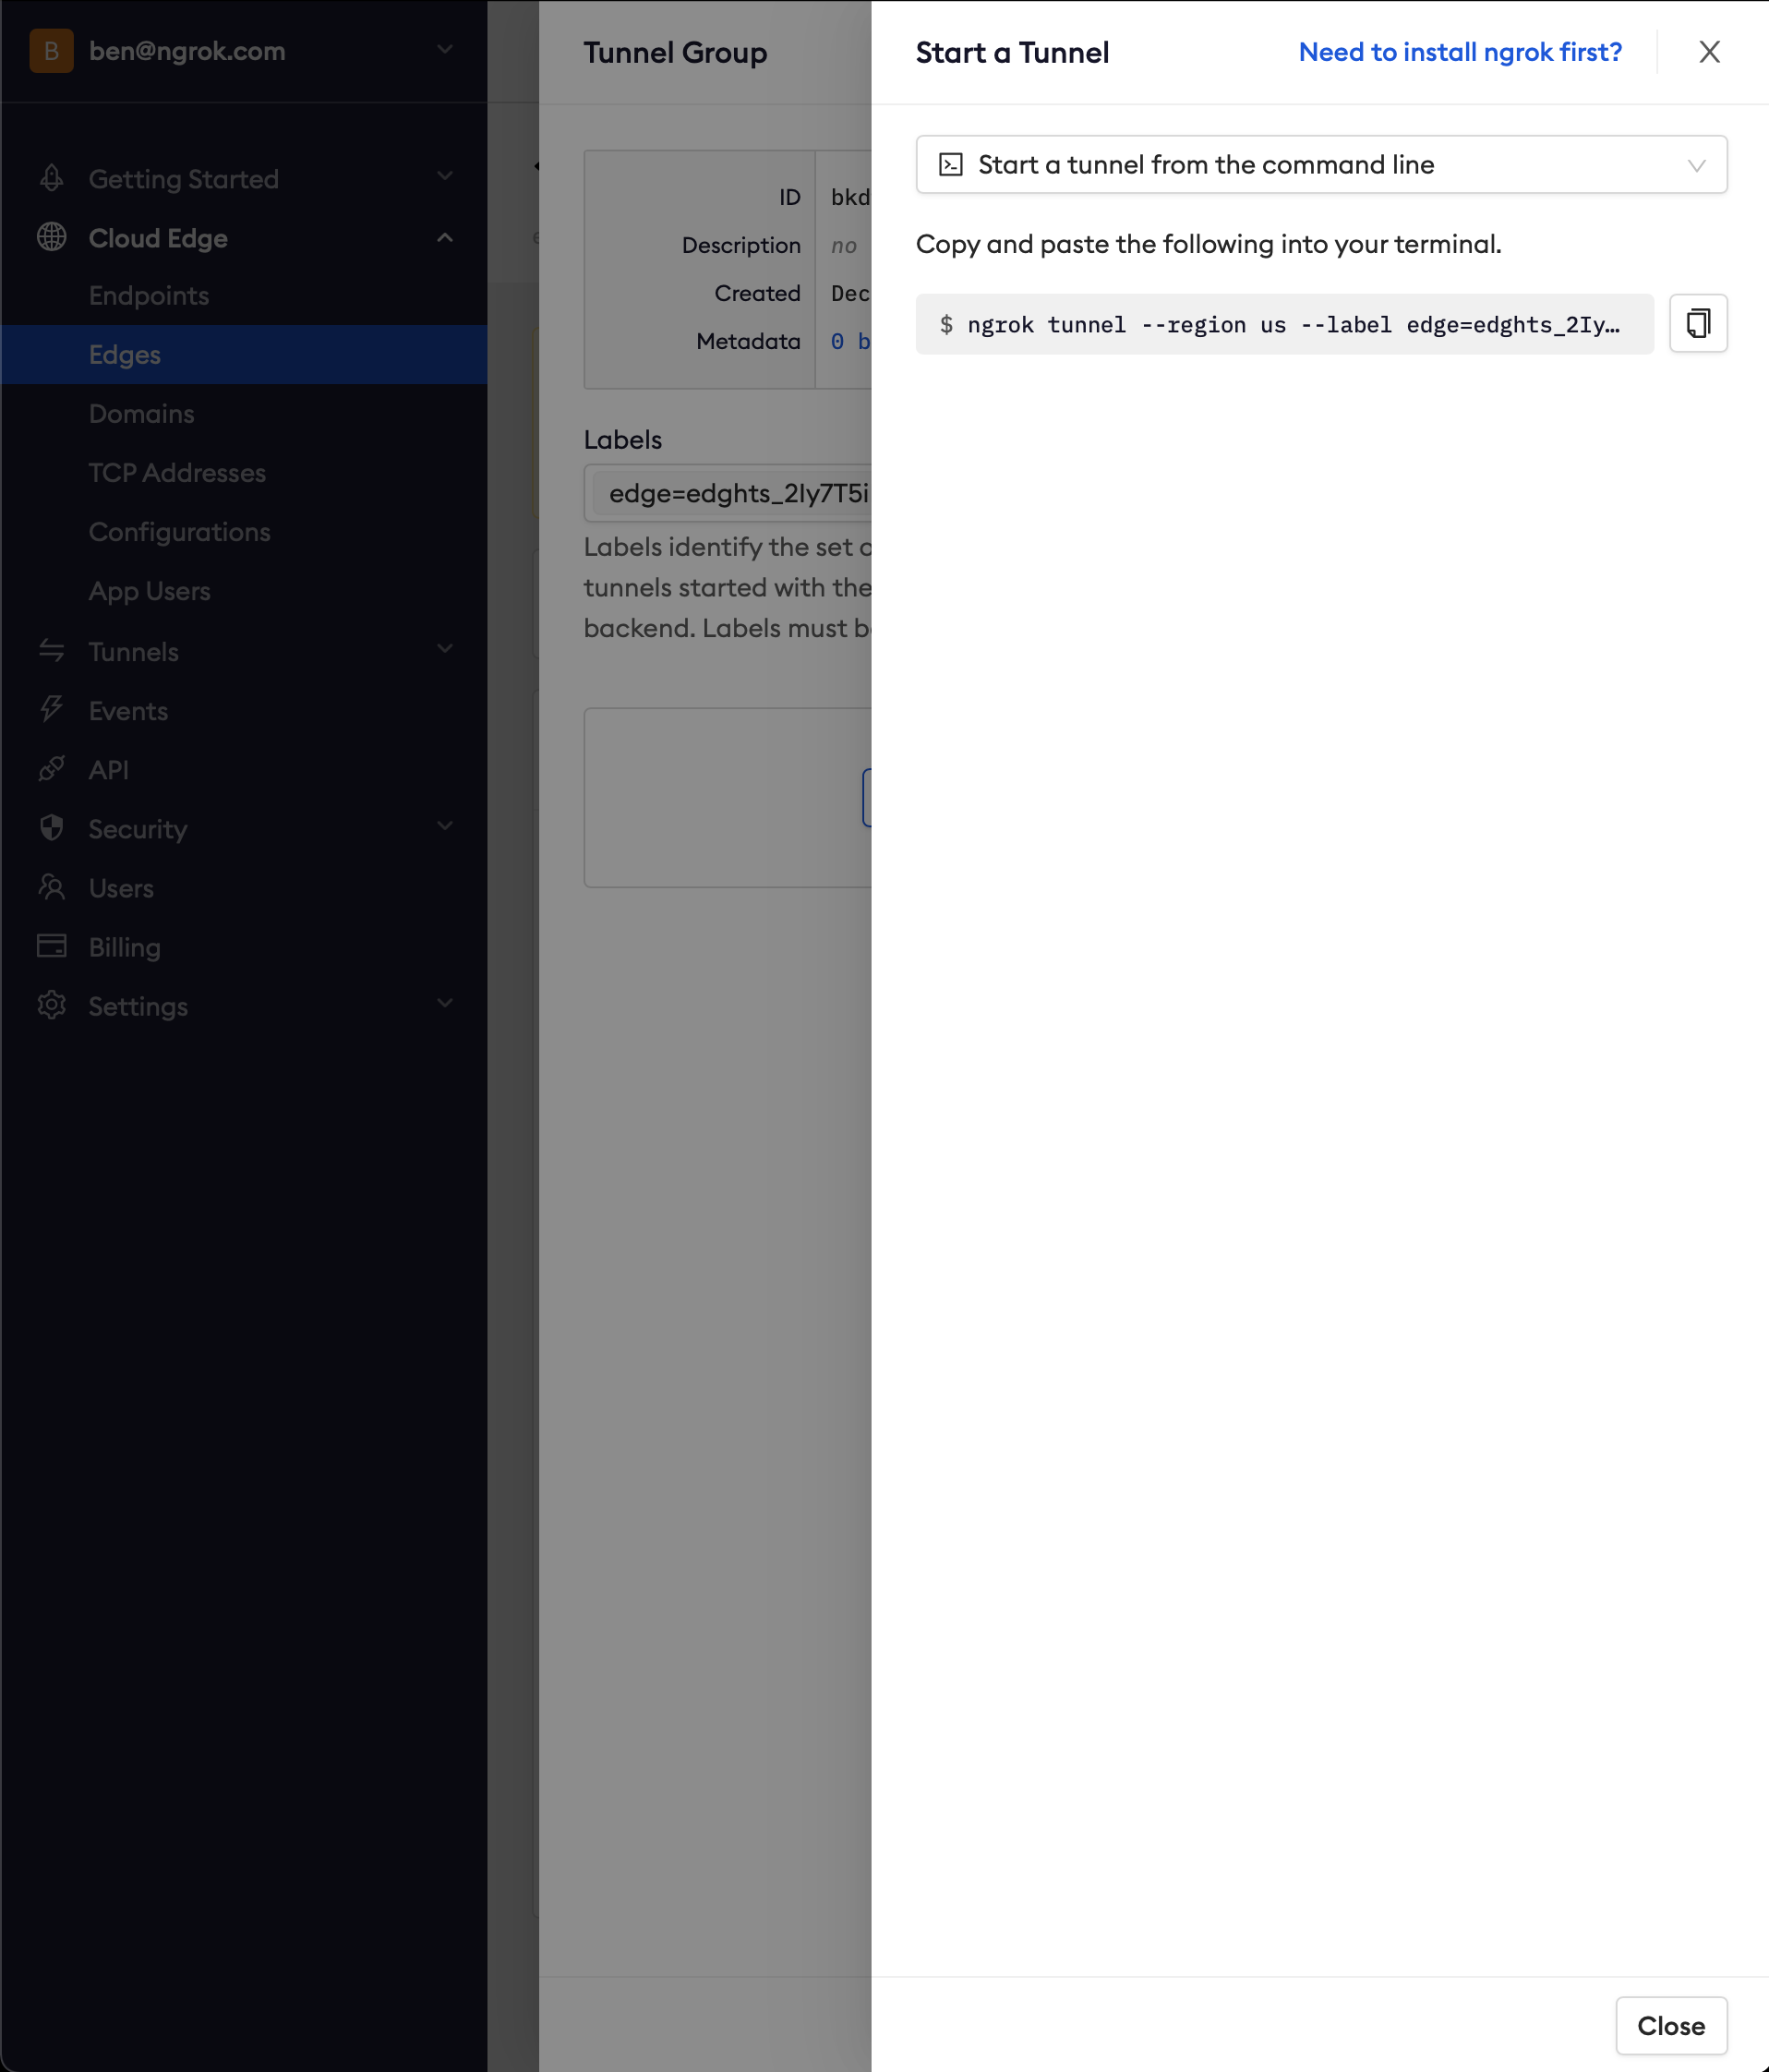 B ben@ngrok.com
Getting Started
Cloud Edge
Endpoints
Edges
Domains
TCP Addresses
Configurations
App Users
Tunnels
Events
API
Security
Users
Billing
Settings
Tunnel Group
ID bkd
Description no
Created Dec
Metadata 0 b
Labels
edge=edghts_2Iy7T5i
Labels identify the set o
tunnels started with the
backend. Labels must be
Start a Tunnel Need to install ngrok first?
Start a tunnel from the command line
Copy and paste the following into your terminal.
$ ngrok tunnel --region us --label edge=edghts_2Iy…
Close